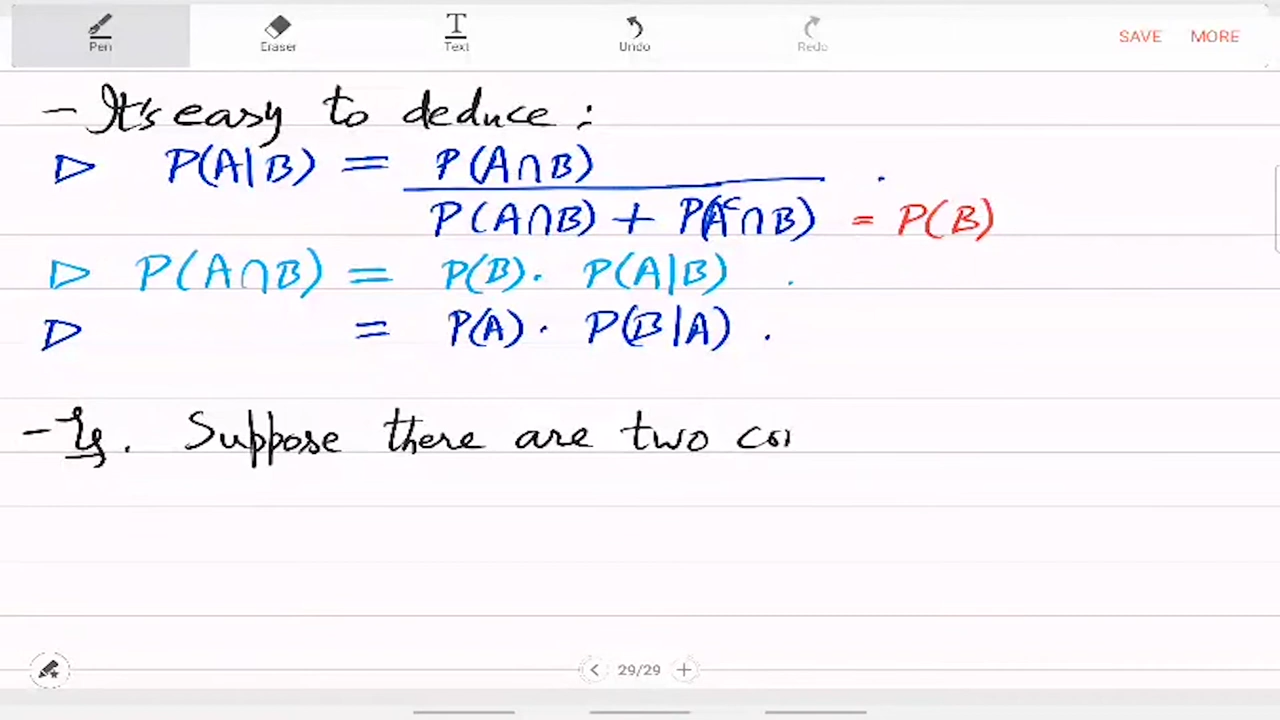 Pen Eraser Text Undo Redo SAVE MORE
- It's easy to deduce :
▷ P(A|B) = P(A∩B) .
P(A∩B) + P(Aᶜ∩B) = P(B)
▷ P(A∩B) = P(B). P(A|B) .
▷ = P(A). P(B|A) .
- Eg. Suppose there are two
29/29